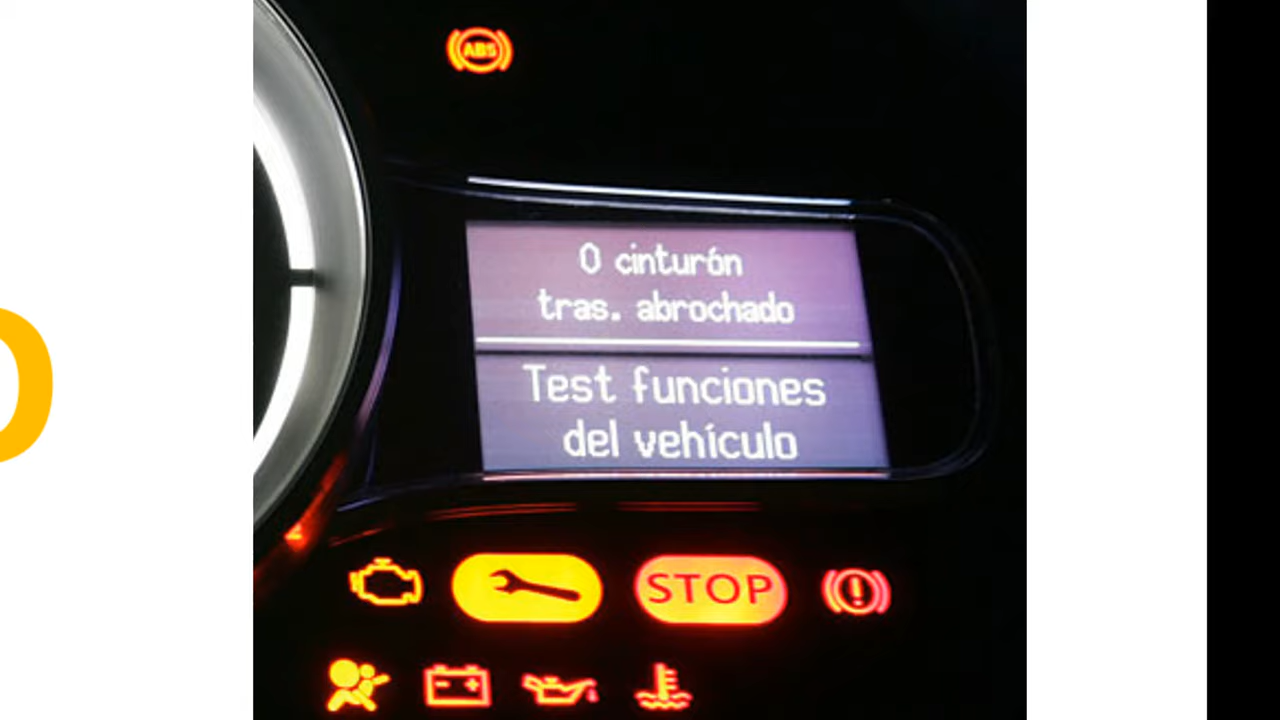 ABS
0 cinturón
tras. abrochado
Test funciones
del vehículo
STOP